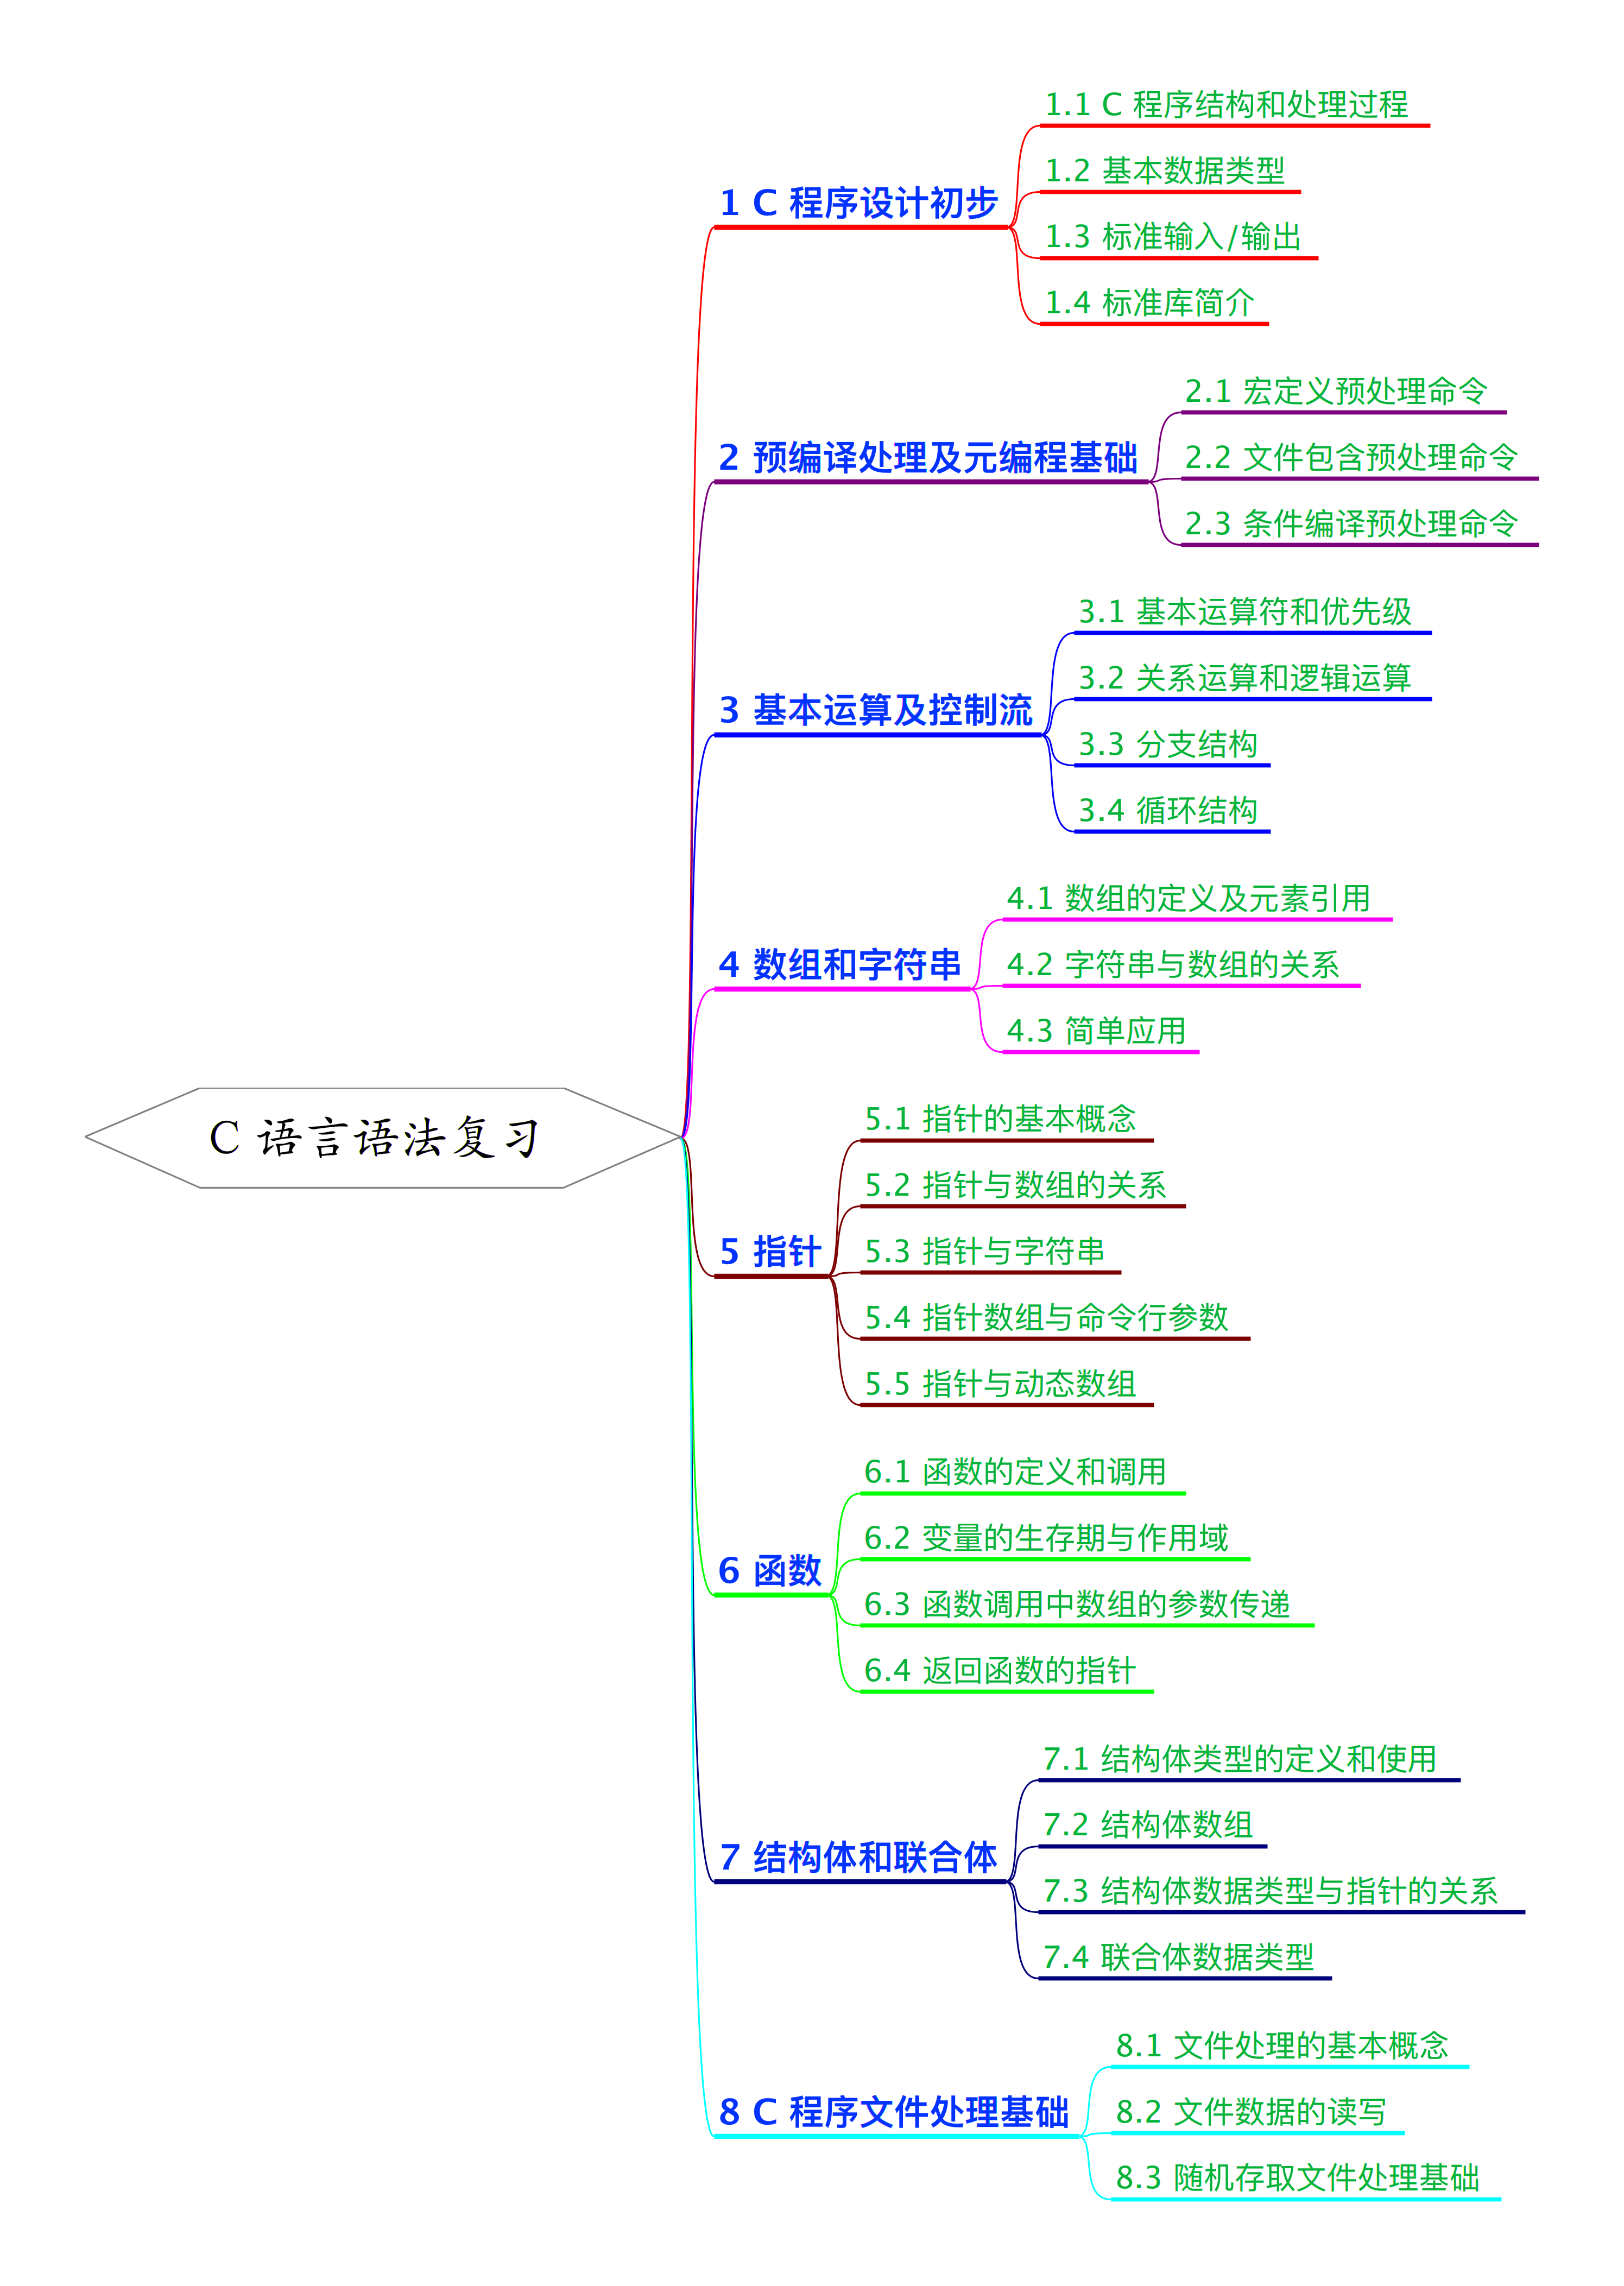 C 语言语法复习
1 C 程序设计初步
1.1 C 程序结构和处理过程
1.2 基本数据类型
1.3 标准输入/输出
1.4 标准库简介
2 预编译处理及元编程基础
2.1 宏定义预处理命令
2.2 文件包含预处理命令
2.3 条件编译预处理命令
3 基本运算及控制流
3.1 基本运算符和优先级
3.2 关系运算和逻辑运算
3.3 分支结构
3.4 循环结构
4 数组和字符串
4.1 数组的定义及元素引用
4.2 字符串与数组的关系
4.3 简单应用
5 指针
5.1 指针的基本概念
5.2 指针与数组的关系
5.3 指针与字符串
5.4 指针数组与命令行参数
5.5 指针与动态数组
6 函数
6.1 函数的定义和调用
6.2 变量的生存期与作用域
6.3 函数调用中数组的参数传递
6.4 返回函数的指针
7 结构体和联合体
7.1 结构体类型的定义和使用
7.2 结构体数组
7.3 结构体数据类型与指针的关系
7.4 联合体数据类型
8 C 程序文件处理基础
8.1 文件处理的基本概念
8.2 文件数据的读写
8.3 随机存取文件处理基础